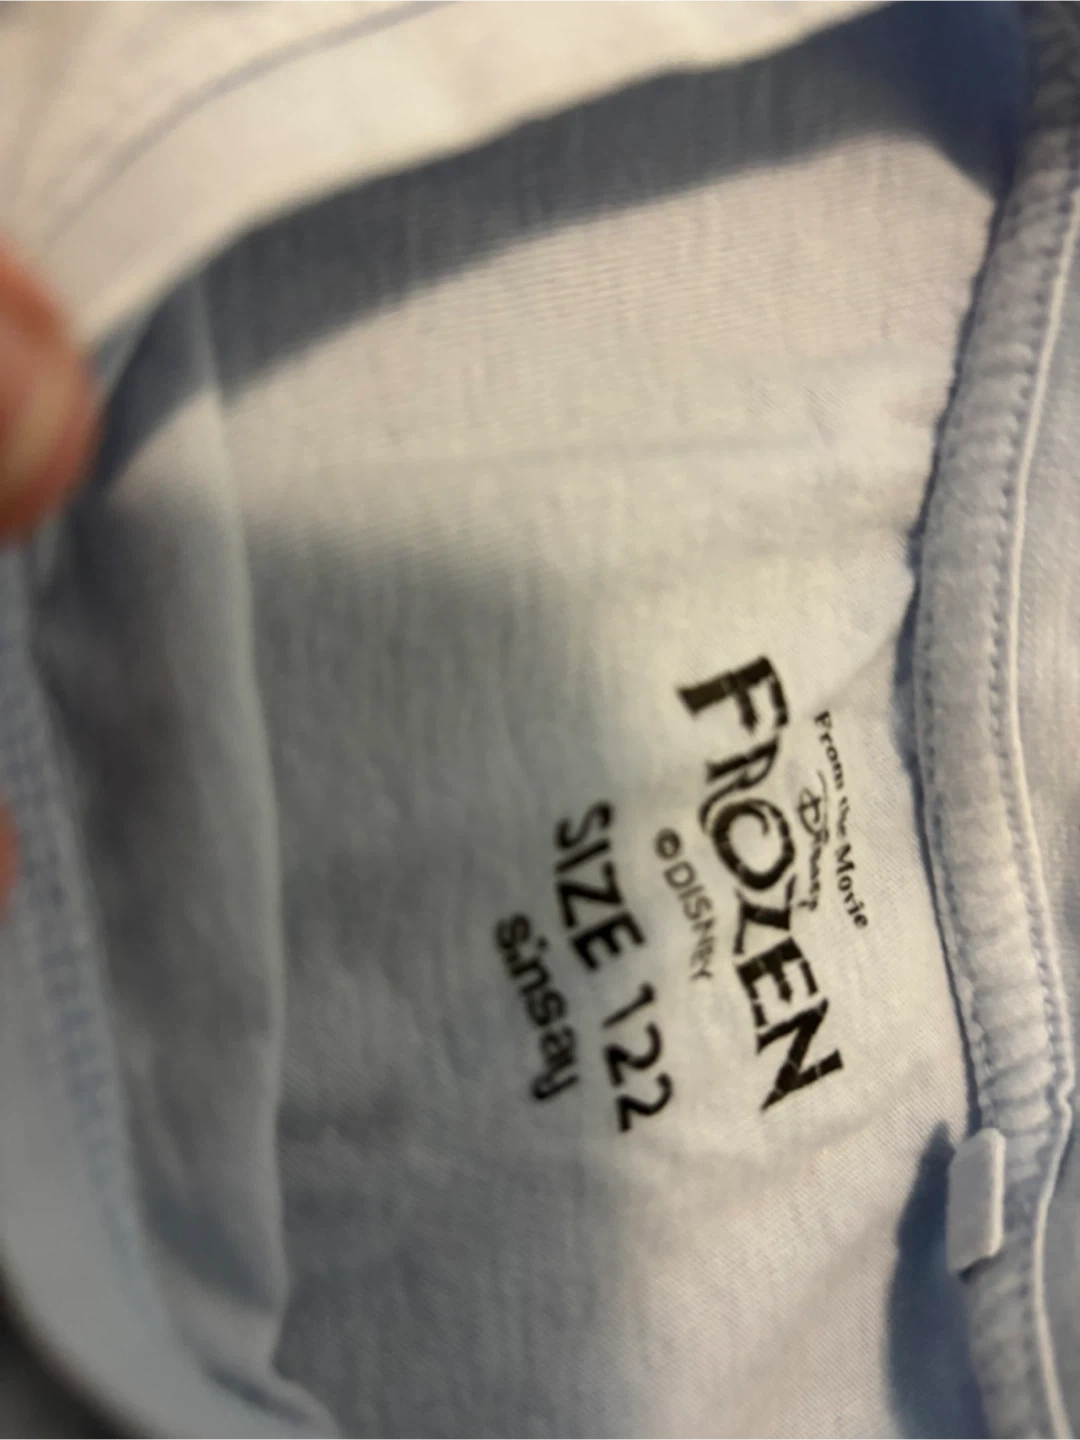 From the Movie
Disney
FROZEN
©DISNEY
SIZE 122
sinsay